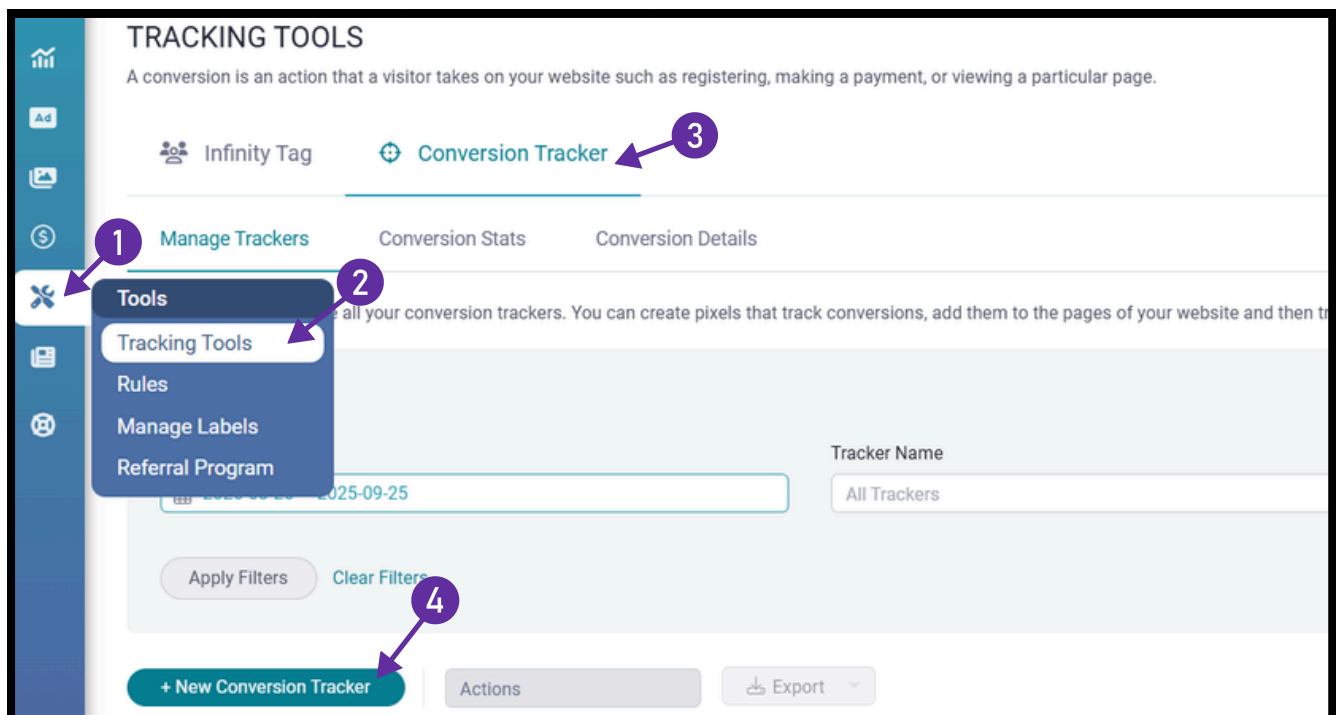 TRACKING TOOLS
A conversion is an action that a visitor takes on your website such as registering, making a payment, or viewing a particular page.
Ad
Infinity Tag
Conversion Tracker
3
1
Manage Trackers
Conversion Stats
Conversion Details
2
Tools
all your conversion trackers. You can create pixels that track conversions, add them to the pages of your website and then
Tracking Tools
Rules
Manage Labels
Referral Program
Tracker Name
2025-09-25
All Trackers
Apply Filters
Clear Filters
4
+ New Conversion Tracker
Actions
Export